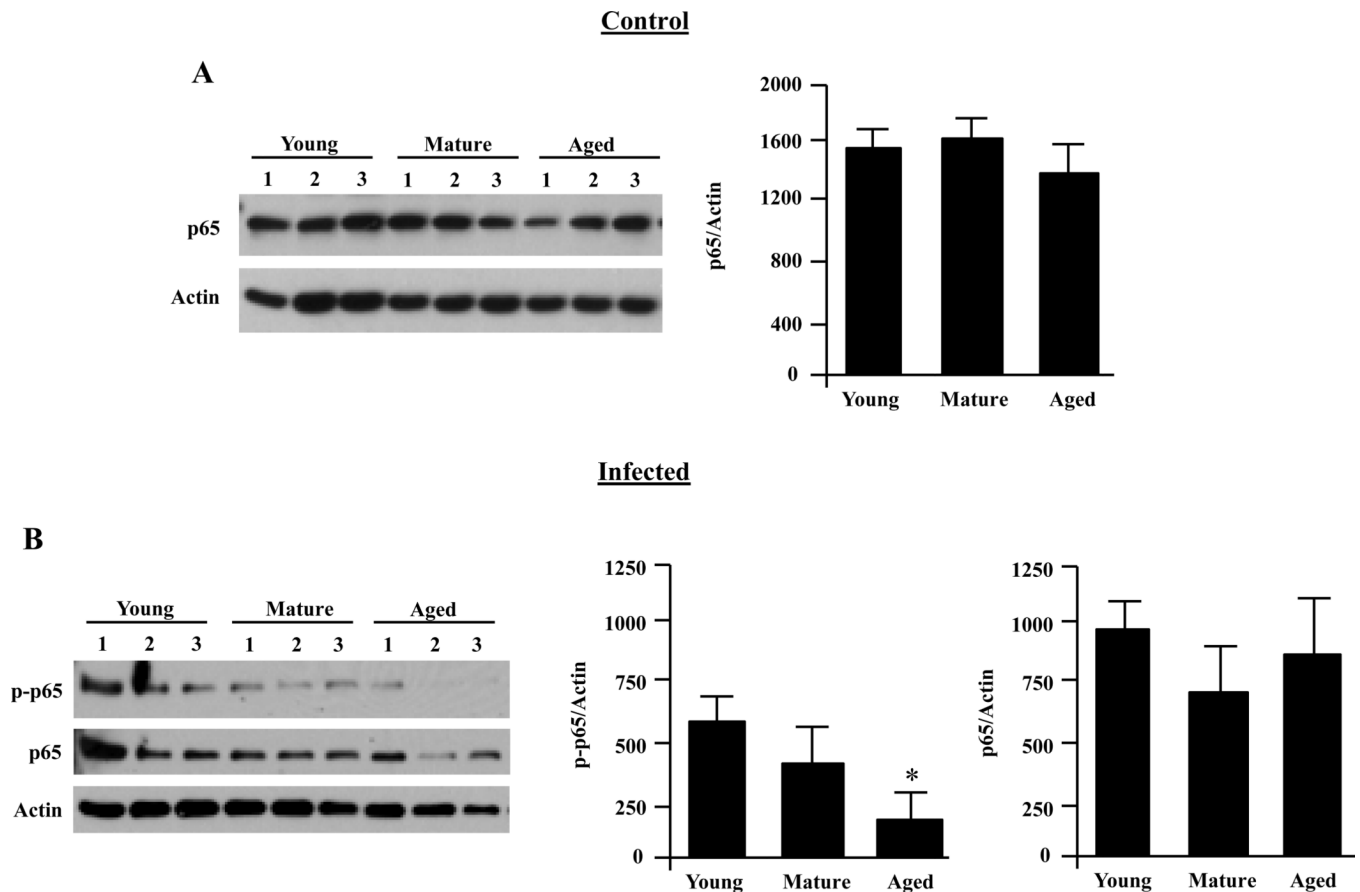 Control
A
Young Mature Aged
1 2 3 1 2 3 1 2 3
p65
Actin
p65/Actin
2000
1600
1200
800
400
0
Young Mature Aged
Infected
B
Young Mature Aged
1 2 3 1 2 3 1 2 3
p-p65
p65
Actin
p-p65/Actin
1250
1000
750
500
250
0
*
Young Mature Aged
p65/Actin
1250
1000
750
500
250
0
Young Mature Aged